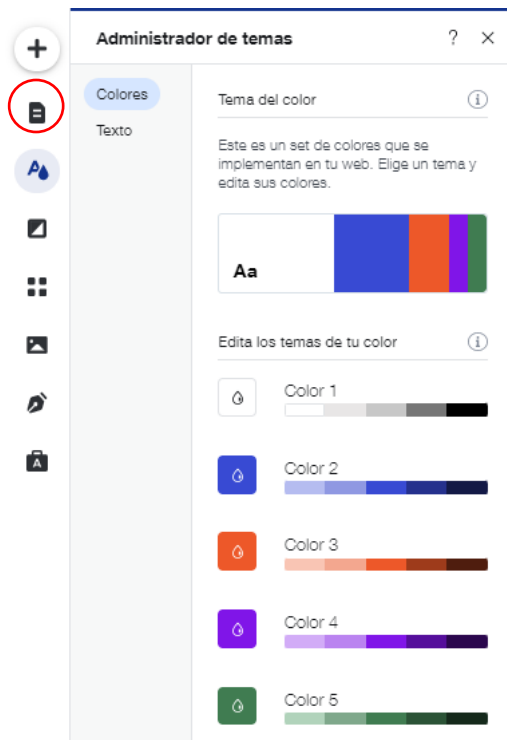 Administrador de temas ?
Colores
Texto
Tema del color
Este es un set de colores que se
implementan en tu web. Elige un tema y
edita sus colores.
Aa
Edita los temas de tu color
Color 1
Color 2
Color 3
Color 4
Color 5